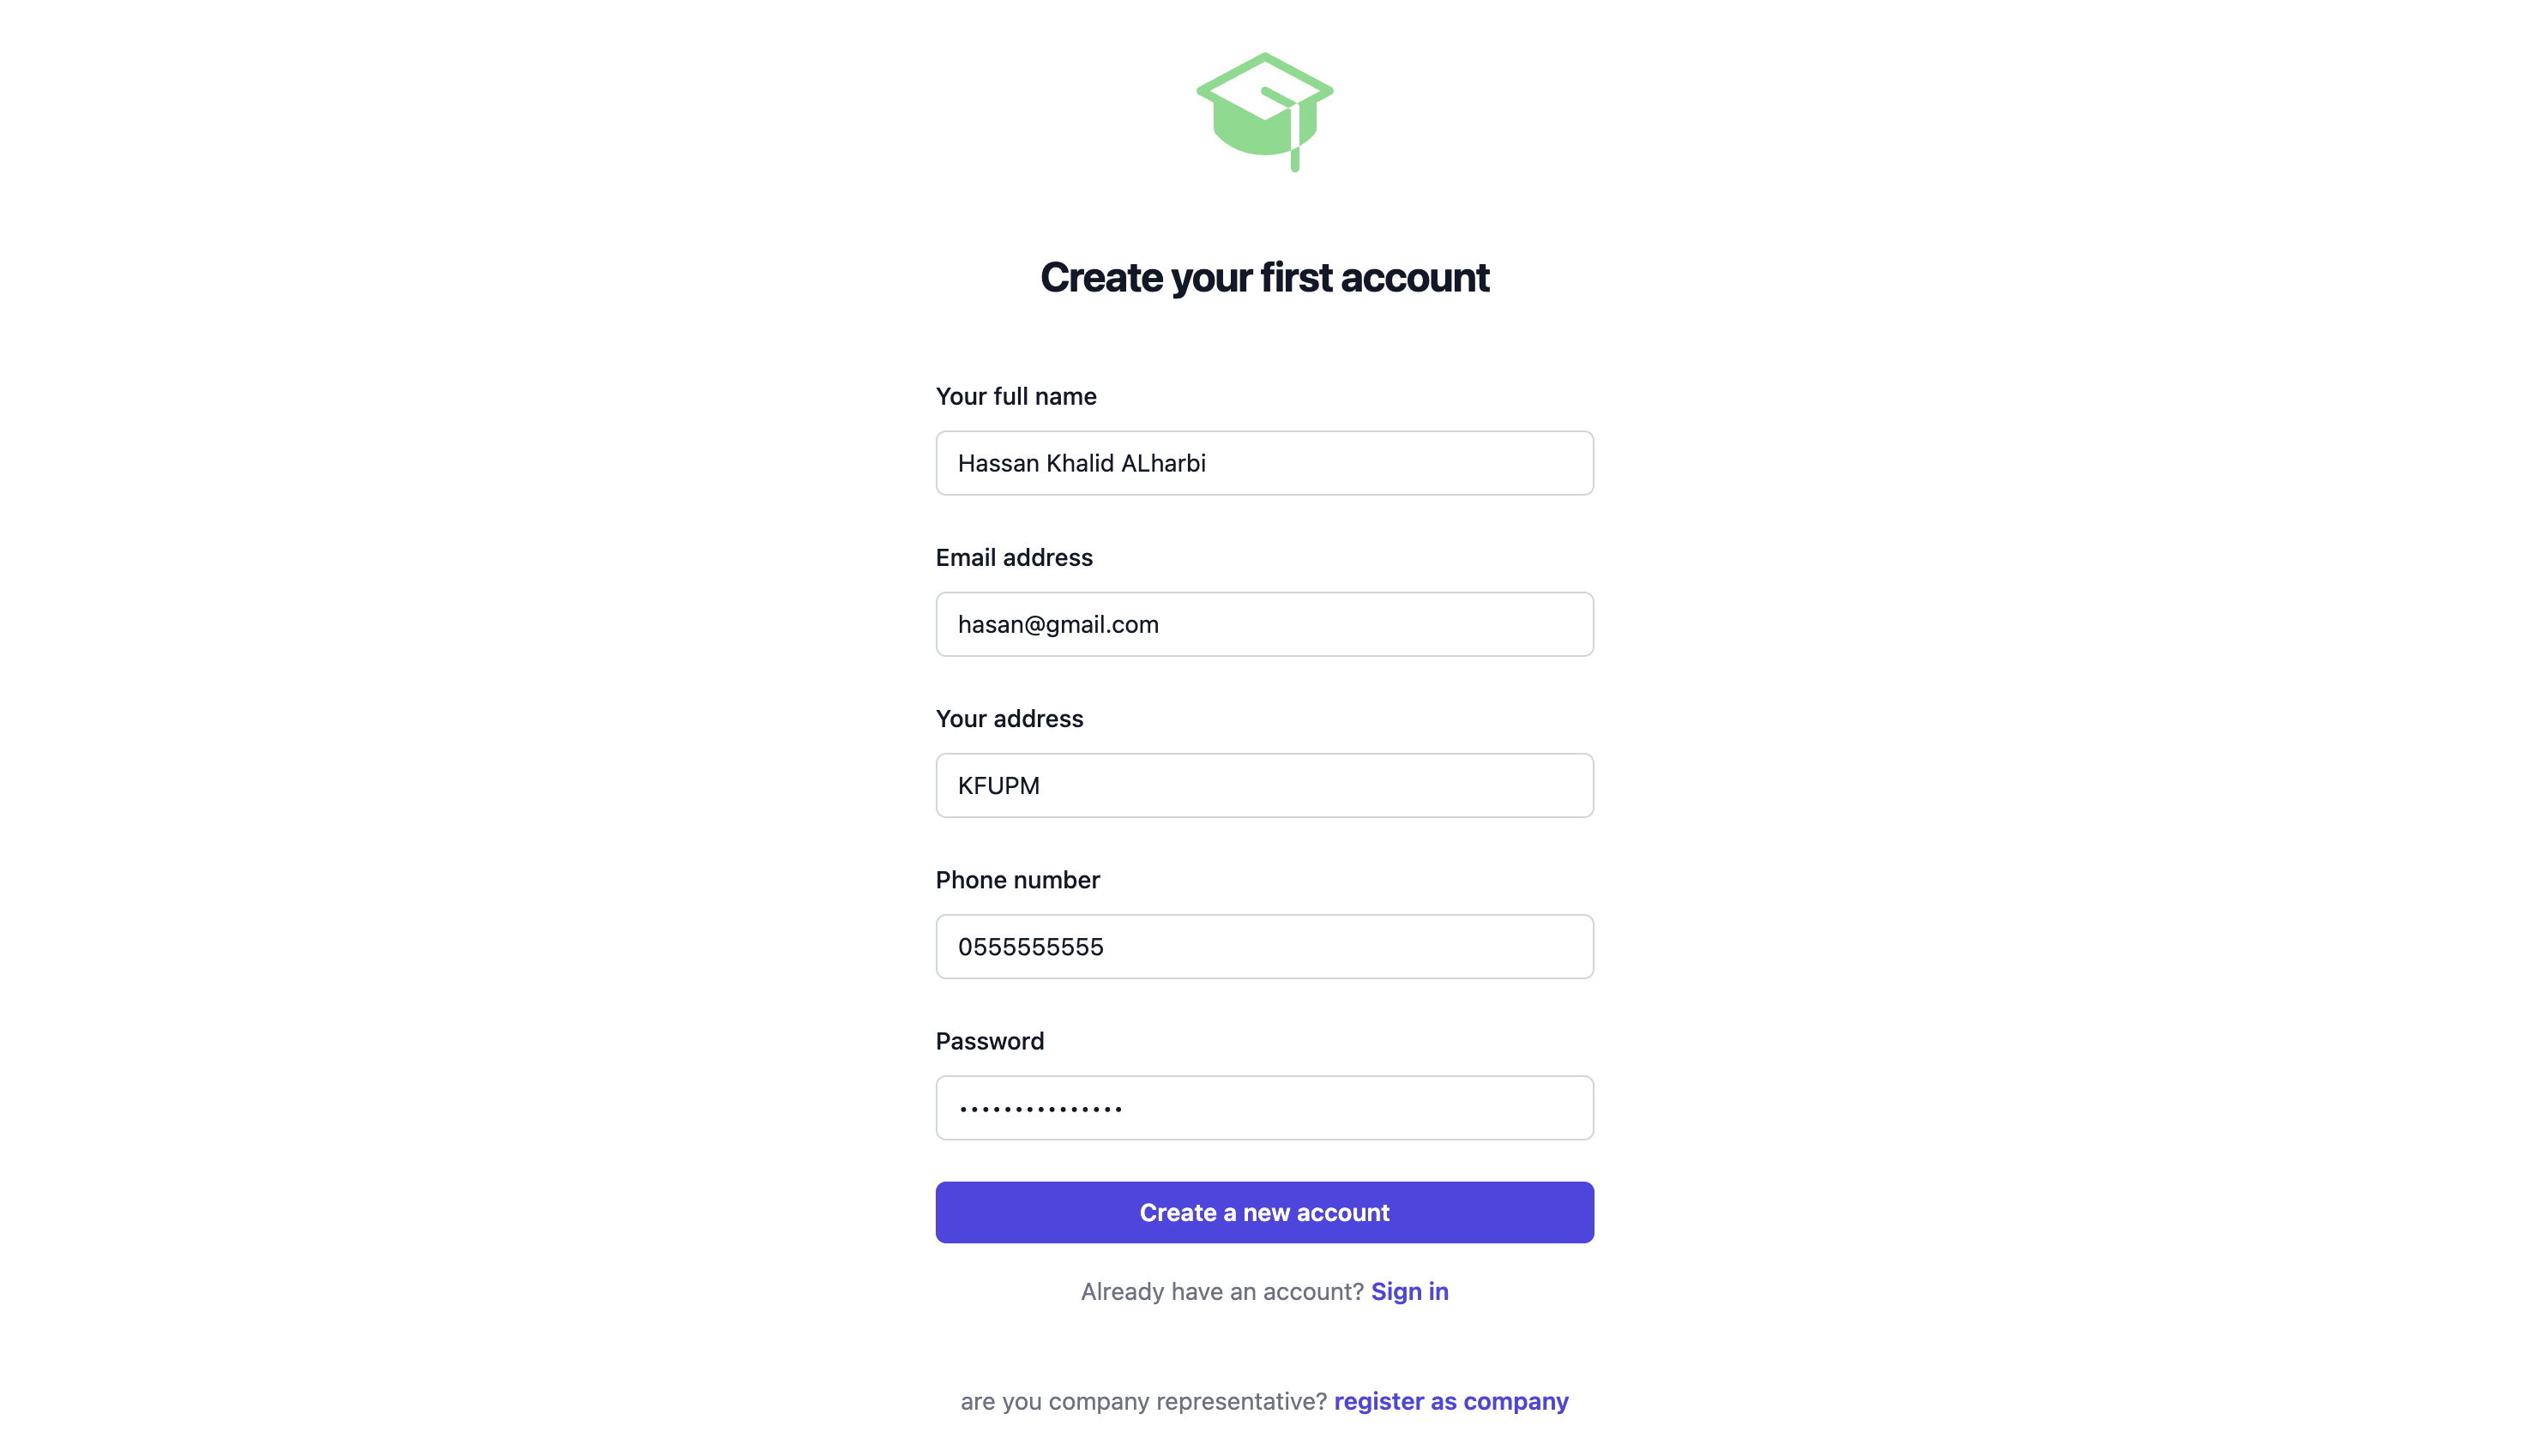 Create your first account
Your full name
Hassan Khalid ALharbi
Email address
hasan@gmail.com
Your address
KFUPM
Phone number
0555555555
Password
•••••••••••••••
Create a new account
Already have an account? Sign in
are you company representative? register as company